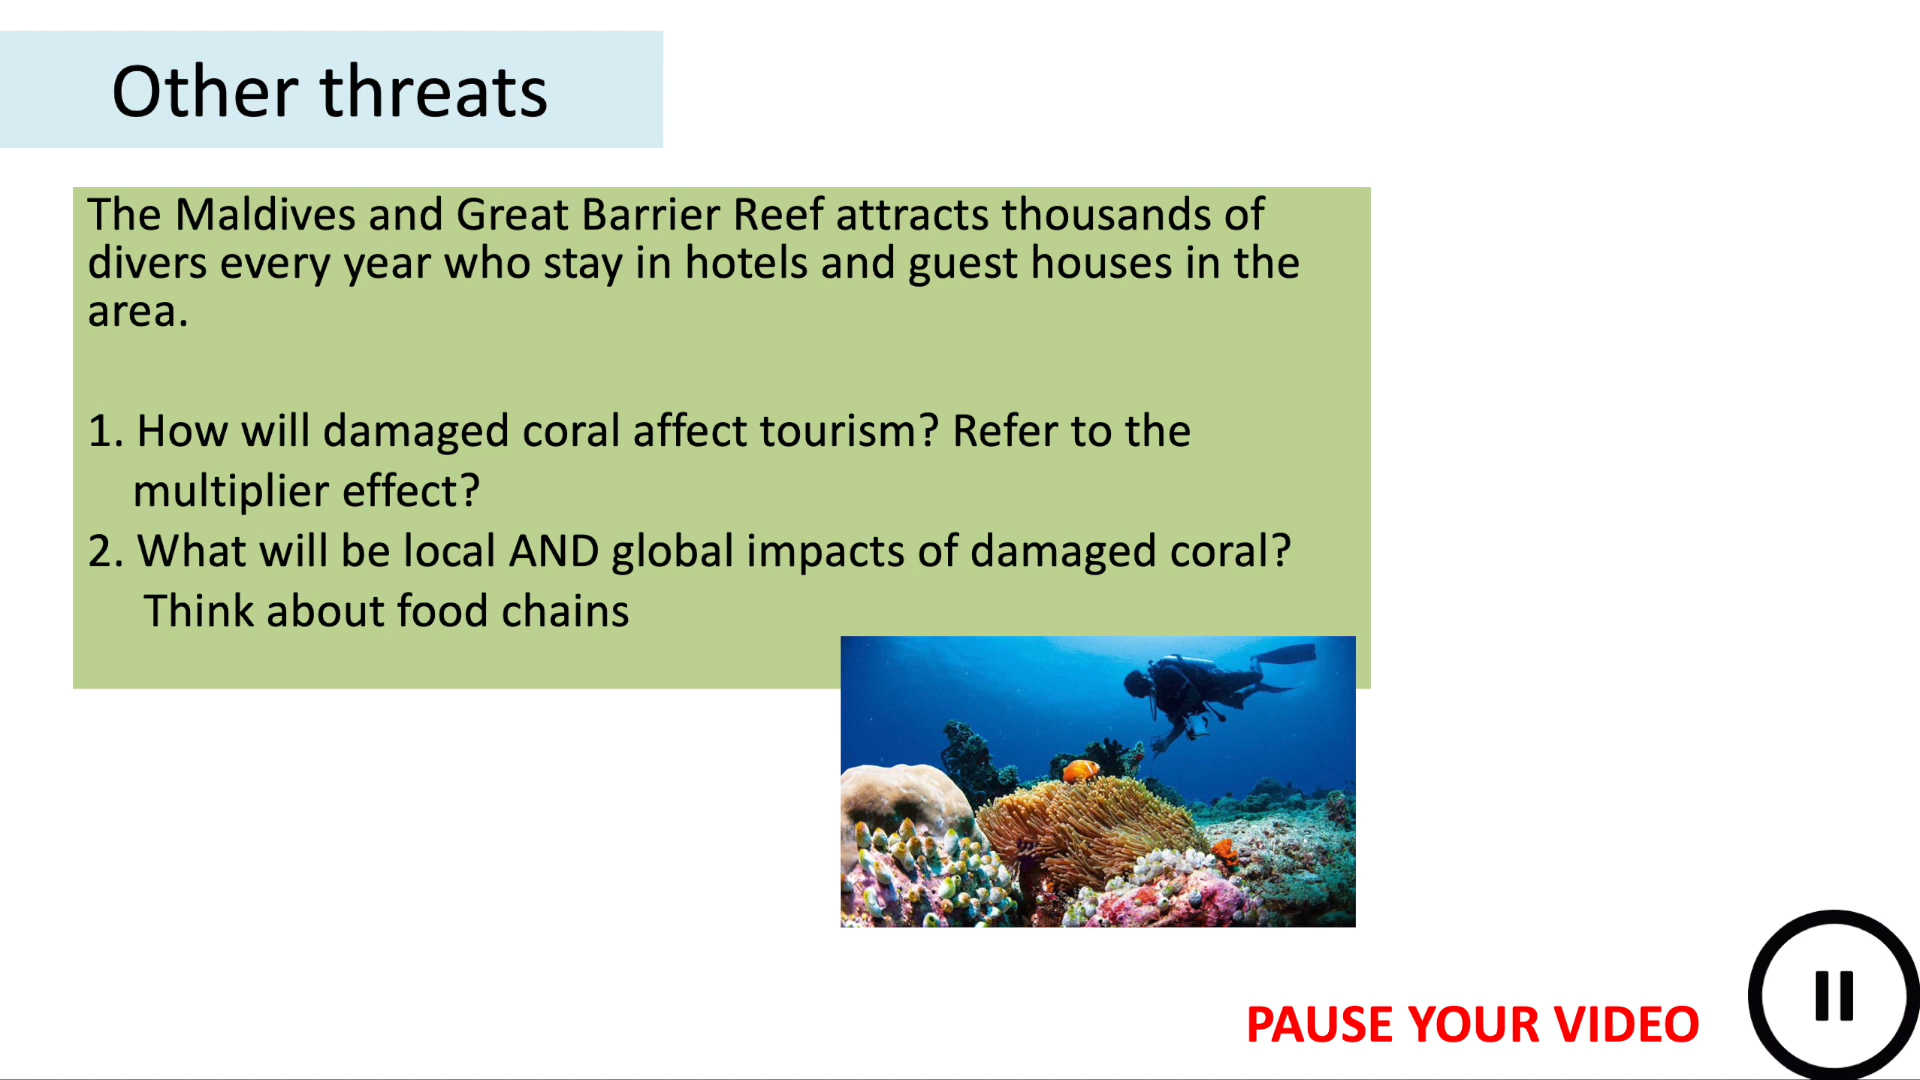 Other threats
The Maldives and Great Barrier Reef attracts thousands of
divers every year who stay in hotels and guest houses in the
area.
1. How will damaged coral affect tourism? Refer to the
multiplier effect?
2. What will be local AND global impacts of damaged coral?
Think about food chains
PAUSE YOUR VIDEO